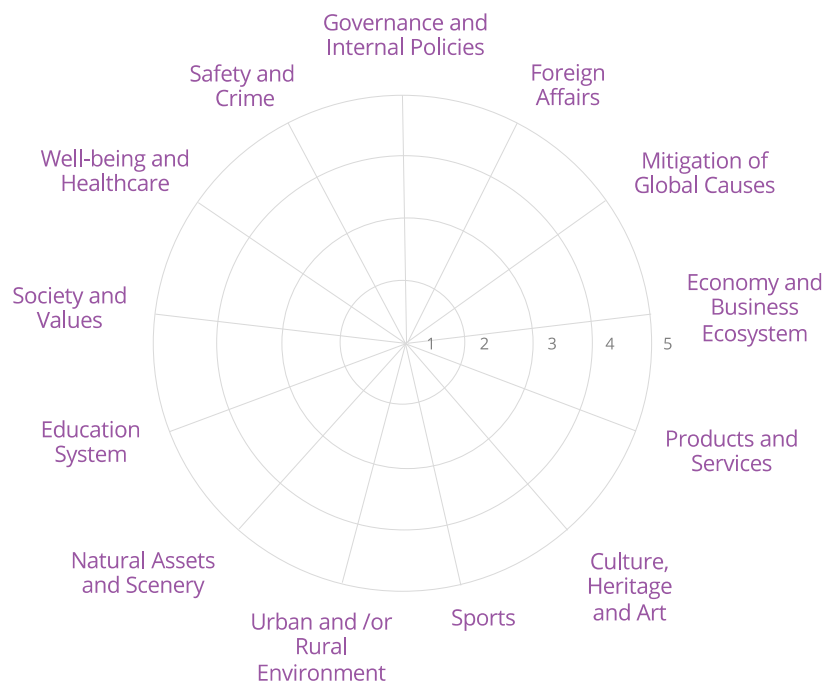 Governance and
Internal Policies
Foreign
Affairs
Mitigation of
Global Causes
Economy and
Business
Ecosystem
Products and
Services
Culture,
Heritage
and Art
Sports
Urban and /or
Rural
Environment
Natural Assets
and Scenery
Education
System
Society and
Values
Well-being and
Healthcare
Safety and
Crime
1 2 3 4 5